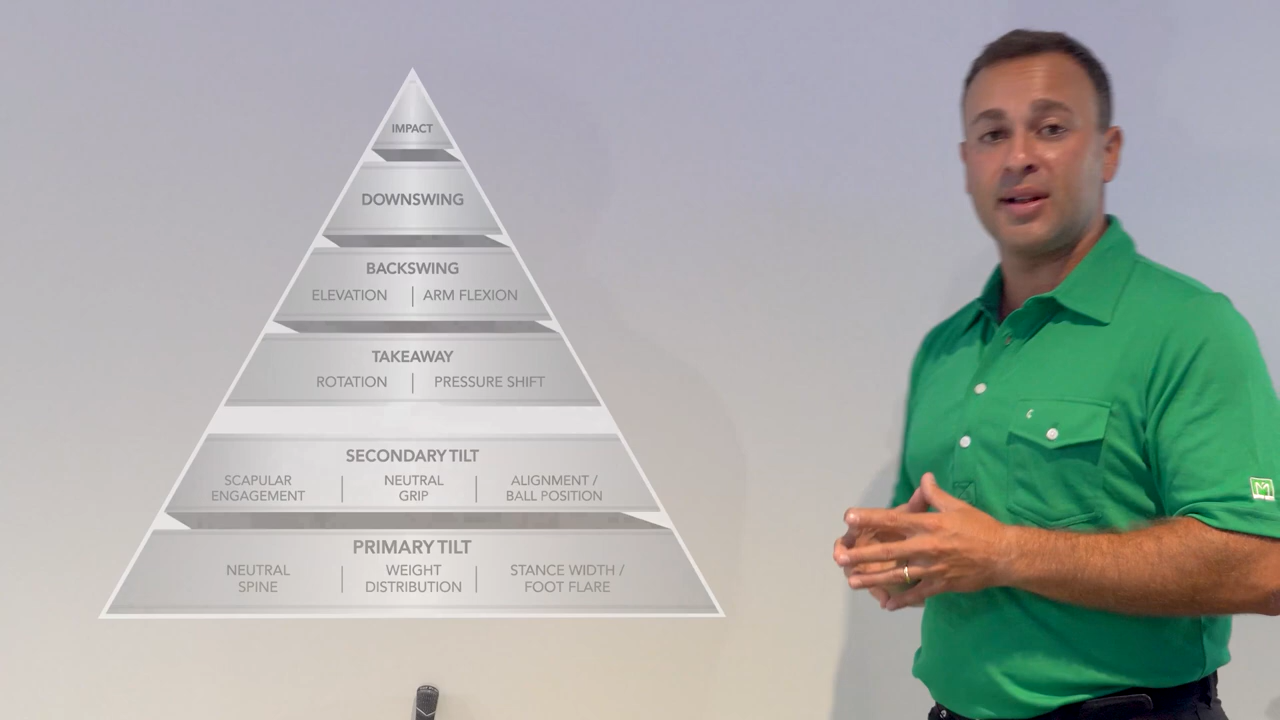 IMPACT
DOWNSWING
BACKSWING
ELEVATION | ARM FLEXION
TAKEAWAY
ROTATION | PRESSURE SHIFT
SECONDARY TILT
SCAPULAR ENGAGEMENT | NEUTRAL GRIP | ALIGNMENT / BALL POSITION
PRIMARY TILT
NEUTRAL SPINE | WEIGHT DISTRIBUTION | STANCE WIDTH / FOOT FLARE